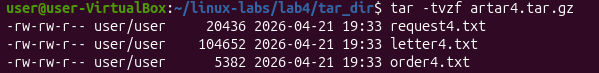 user@user-VirtualBox:~/linux-labs/lab4/tar_dir$ tar -tvzf artar4.tar.gz
-rw-rw-r-- user/user     20436 2026-04-21 19:33 request4.txt
-rw-rw-r-- user/user    104652 2026-04-21 19:33 letter4.txt
-rw-rw-r-- user/user      5382 2026-04-21 19:33 order4.txt